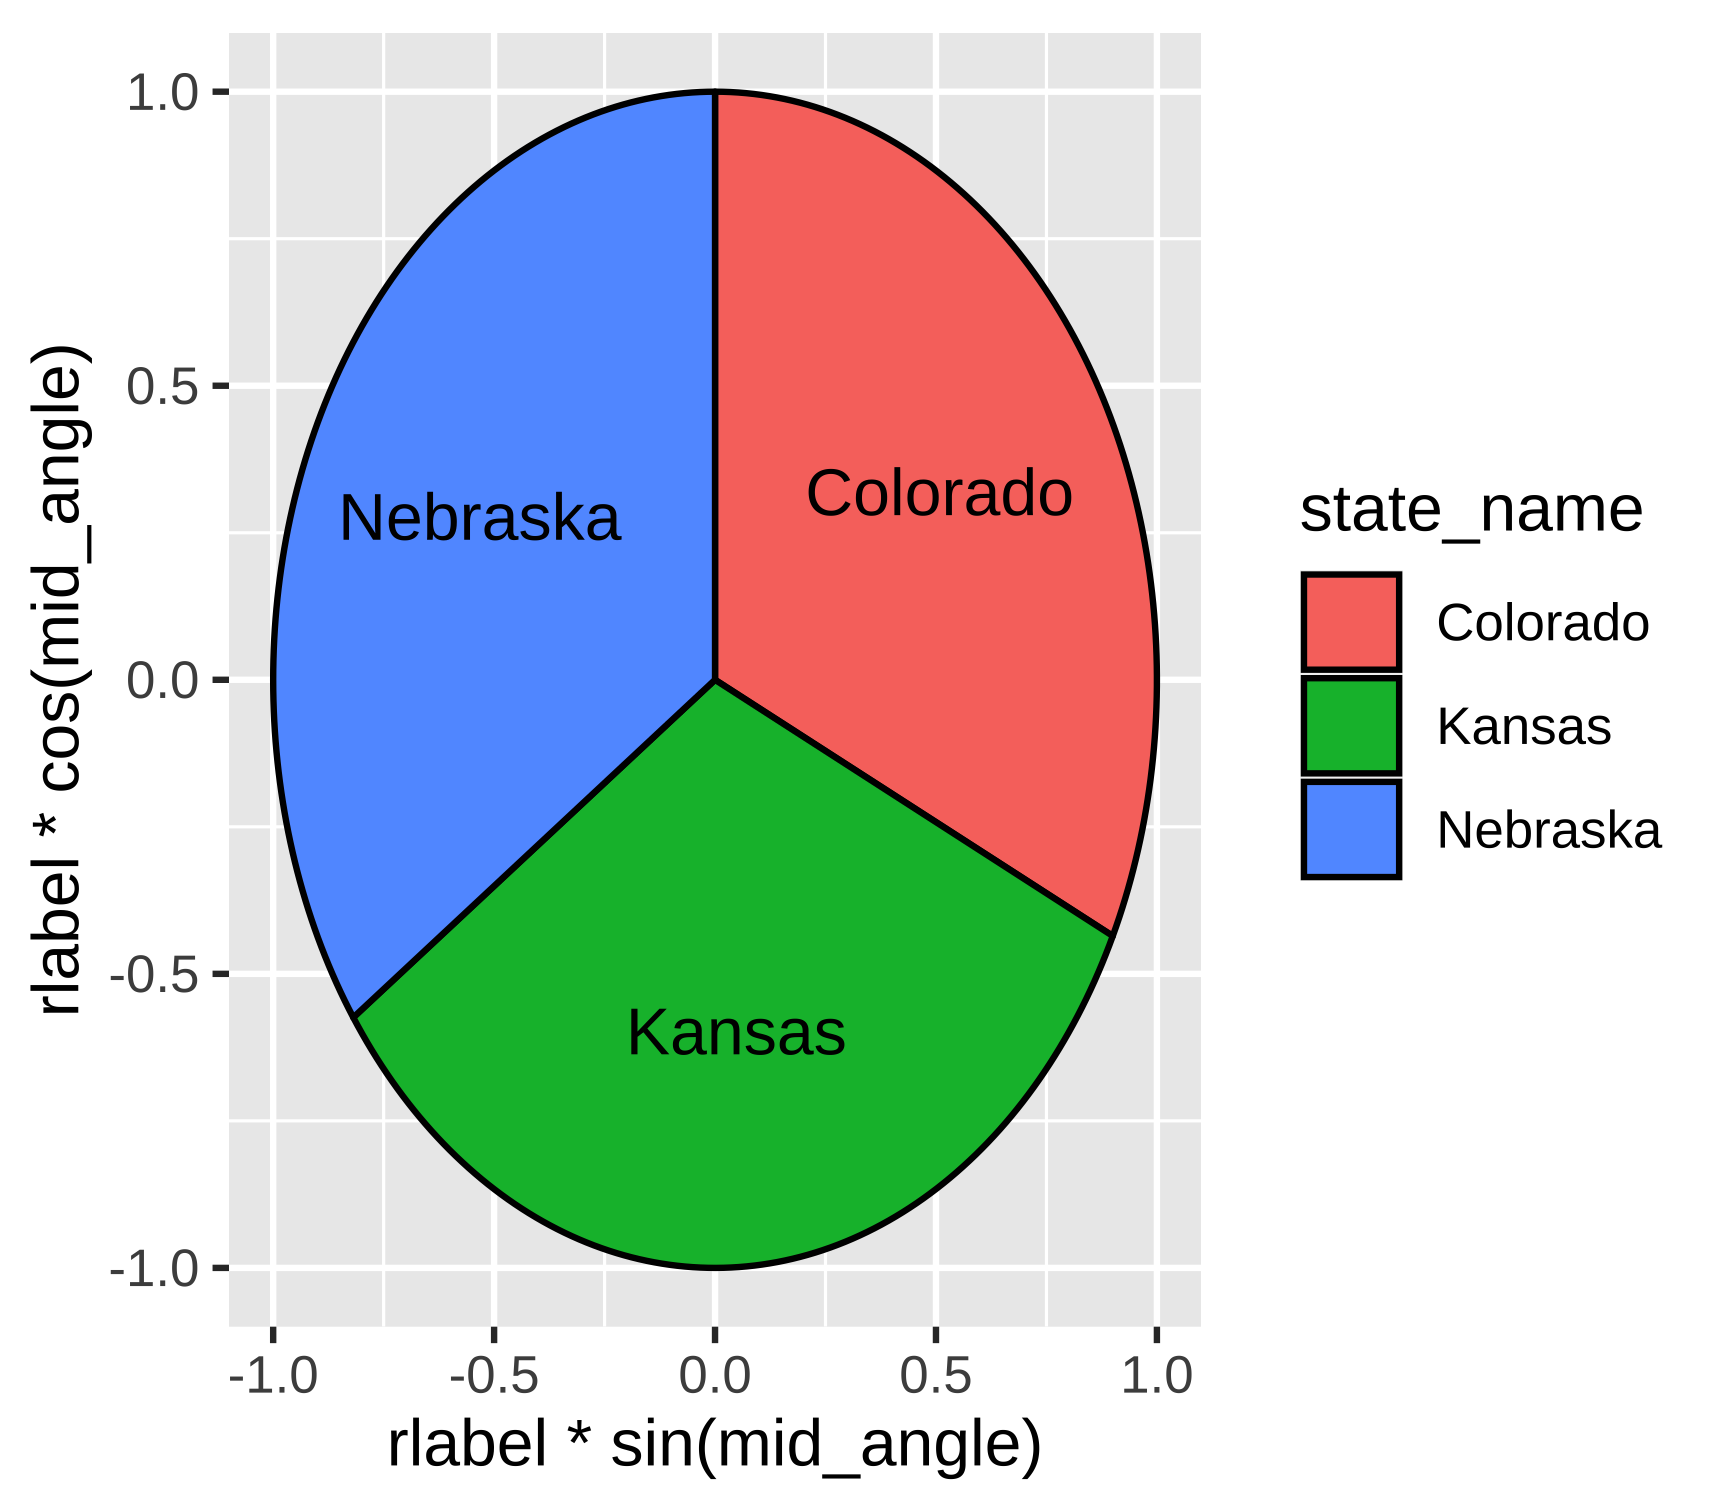 rlabel * cos(mid_angle)
1.0
0.5
0.0
-0.5
-1.0
Nebraska
Colorado
Kansas
-1.0 -0.5 0.0 0.5 1.0
rlabel * sin(mid_angle)
state_name
Colorado
Kansas
Nebraska